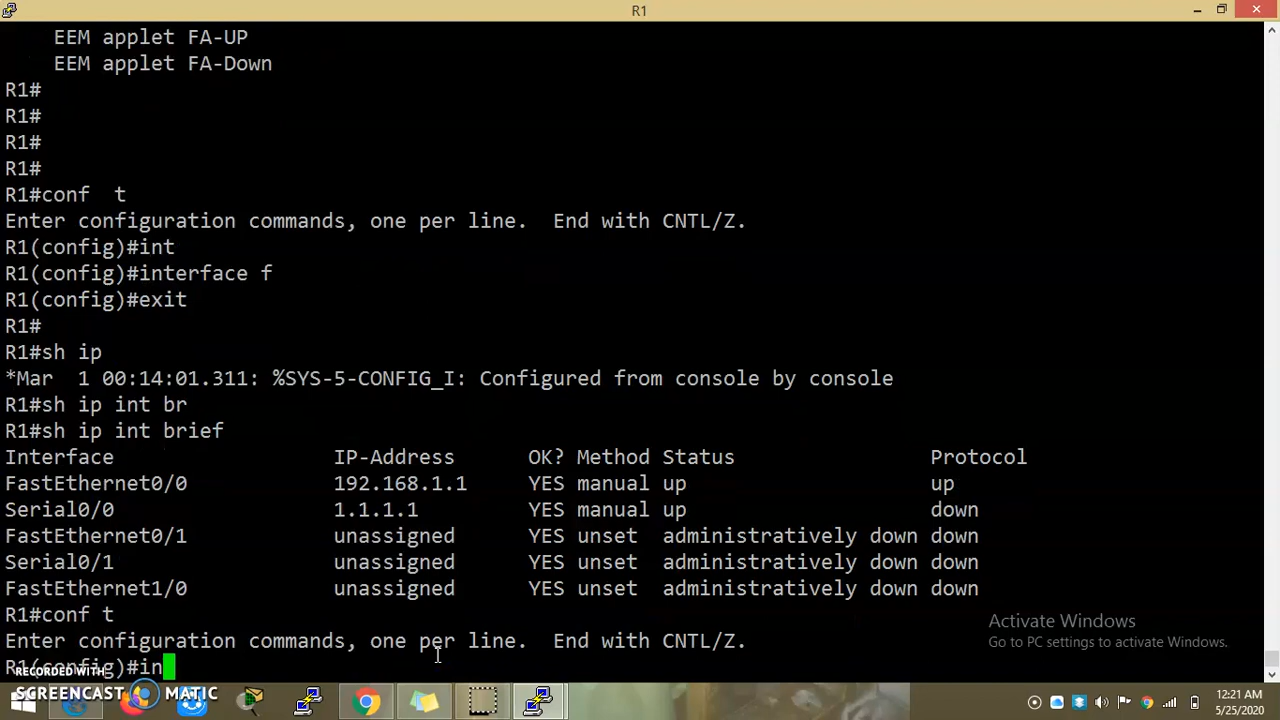 R1
EEM applet FA-UP
EEM applet FA-Down
R1#
R1#
R1#
R1#
R1#conf  t
Enter configuration commands, one per line.  End with CNTL/Z.
R1(config)#int
R1(config)#interface f
R1(config)#exit
R1#
R1#sh ip
*Mar  1 00:14:01.311: %SYS-5-CONFIG_I: Configured from console by console
R1#sh ip int br
R1#sh ip int brief
Interface IP-Address OK? Method Status Protocol
FastEthernet0/0 192.168.1.1 YES manual up up
Serial0/0 1.1.1.1 YES manual up down
FastEthernet0/1 unassigned YES unset administratively down down
Serial0/1 unassigned YES unset administratively down down
FastEthernet1/0 unassigned YES unset administratively down down
R1#conf t
Enter configuration commands, one per line.  End with CNTL/Z.
R1(config)#in
Activate Windows
Go to PC settings to activate Windows.
RECORDED WITH
SCREENCAST MATIC
12:21 AM
5/25/2020